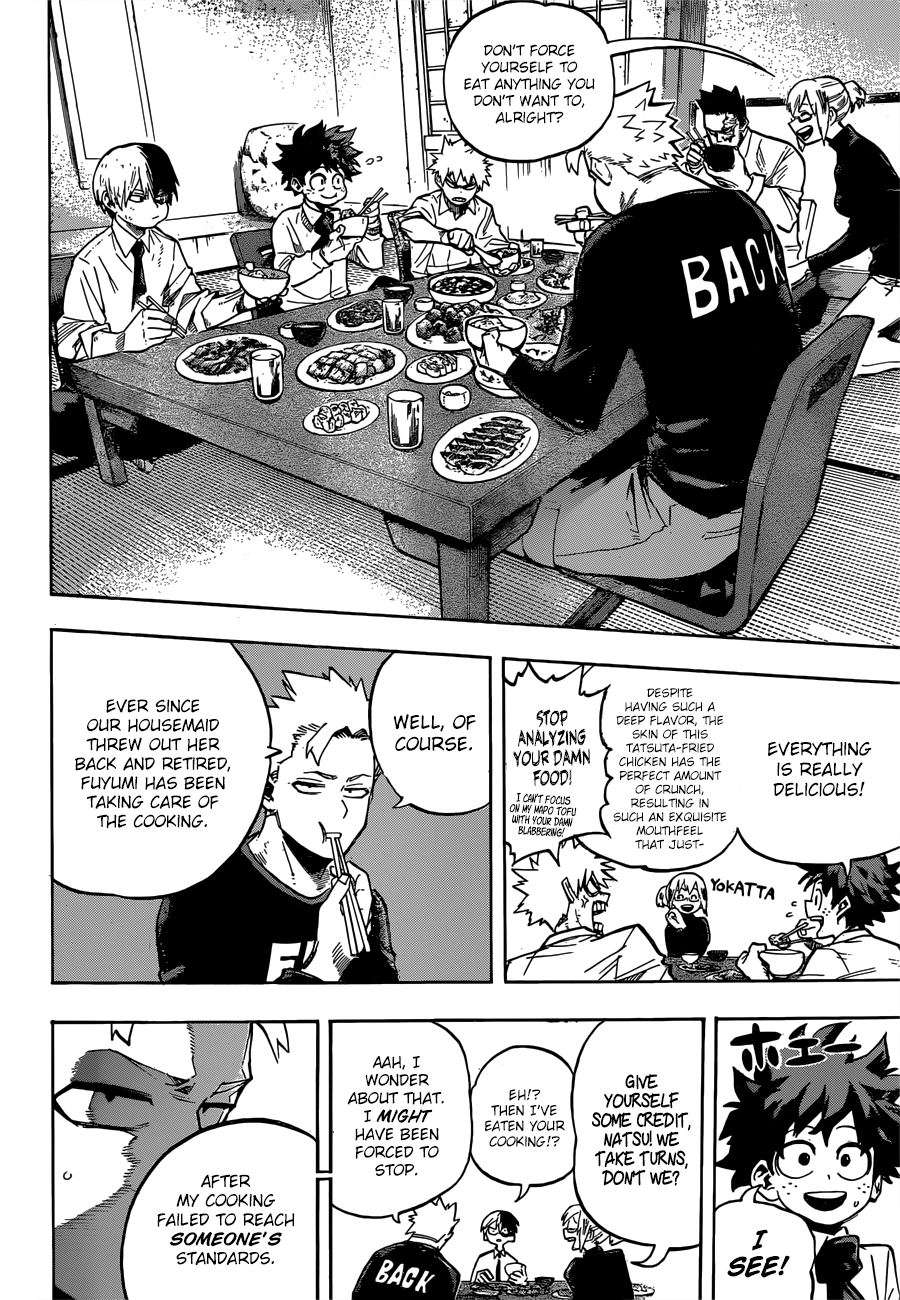 DON'T FORCE
YOURSELF TO
EAT ANYTHING YOU
DON'T WANT TO,
ALRIGHT?
BACK
EVERYTHING
IS REALLY
DELICIOUS!
DESPITE
HAVING SUCH A
DEEP FLAVOR, THE
SKIN OF THIS
TATSUTA-FRIED
CHICKEN HAS THE
PERFECT AMOUNT
OF CRUNCH,
RESULTING IN
SUCH AN EXQUISITE
MOUTHFEEL
THAT JUST-
STOP
ANALYZING
YOUR DAMN
FOOD!
I CAN'T FOCUS
ON MY MAPO TOFU
WITH YOUR DAMN
BLABBERING!
YOKATTA
WELL, OF
COURSE.
EVER SINCE
OUR HOUSEMAID
THREW OUT HER
BACK AND RETIRED,
FUYUMI HAS BEEN
TAKING CARE OF
THE COOKING.
ホエー
I
SEE!
GIVE
YOURSELF
SOME CREDIT,
NATSU! WE
TAKE TURNS,
DON'T WE?
EH!?
THEN I'VE
EATEN YOUR
COOKING!?
AAH, I
WONDER
ABOUT THAT.
I MIGHT
HAVE BEEN
FORCED TO
STOP.
BACK
AFTER
MY COOKING
FAILED TO REACH
SOMEONE'S
STANDARDS.